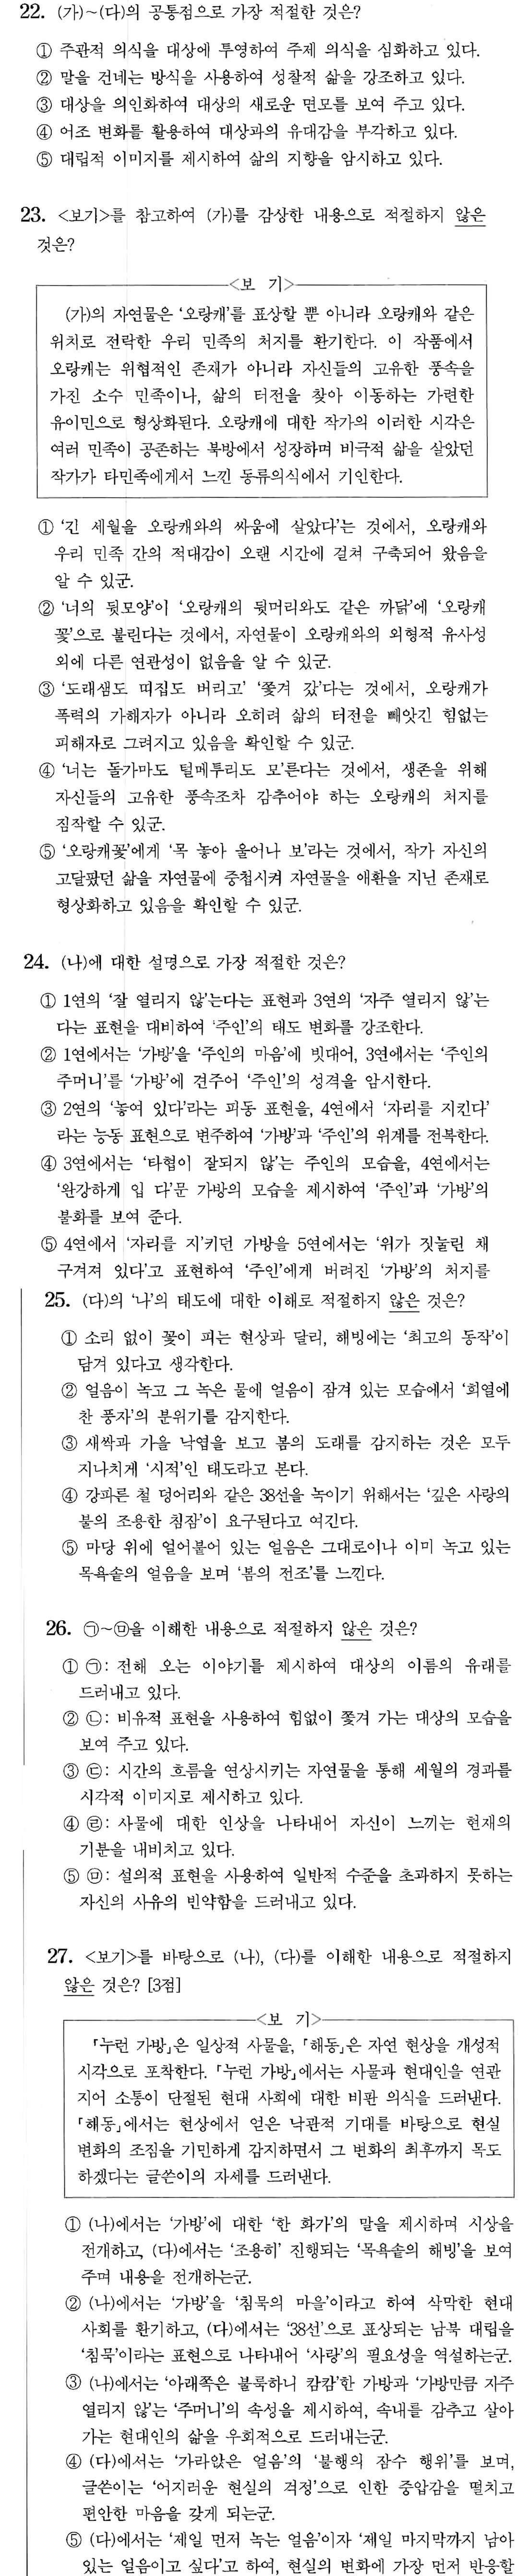 22. (가)~(다)의 공통점으로 가장 적절한 것은?
① 주관적 의식을 대상에 투영하여 주제 의식을 심화하고 있다.
② 말을 건네는 방식을 사용하여 성찰적 삶을 강조하고 있다.
③ 대상을 의인화하여 대상의 새로운 면모를 보여 주고 있다.
④ 어조 변화를 활용하여 대상과의 유대감을 부각하고 있다.
⑤ 대립적 이미지를 제시하여 삶의 지향을 암시하고 있다.
23. <보기>를 참고하여 (가)를 감상한 내용으로 적절하지 않은
것은?
<보 기>
(가)의 자연물은 ‘오랑캐’를 표상할 뿐 아니라 오랑캐와 같은
위치로 전락한 우리 민족의 처지를 환기한다. 이 작품에서
오랑캐는 위협적인 존재가 아니라 자신들의 고유한 풍속을
가진 소수 민족이나, 삶의 터전을 찾아 이동하는 가련한
유이민으로 형상화된다. 오랑캐에 대한 작가의 이러한 시각은
여러 민족이 공존하는 북방에서 성장하며 비극적 삶을 살았던
작가가 타민족에게서 느낀 동류의식에서 기인한다.
① ‘긴 세월을 오랑캐와의 싸움에 살았다’는 것에서, 오랑캐와
우리 민족 간의 적대감이 오랜 시간에 걸쳐 구축되어 왔음을
알 수 있군.
② ‘너의 뒷모양’이 ‘오랑캐의 뒷머리와도 같은 까닭’에 ‘오랑캐
꽃’으로 불린다는 것에서, 자연물이 오랑캐와의 외형적 유사성
외에 다른 연관성이 없음을 알 수 있군.
③ ‘도래샘도 띠집도 버리고’ ‘쫓겨 갔’다는 것에서, 오랑캐가
폭력의 가해자가 아니라 오히려 삶의 터전을 빼앗긴 힘없는
피해자로 그려지고 있음을 확인할 수 있군.
④ ‘너는 돌가마도 털메투리도 모’른다는 것에서, 생존을 위해
자신들의 고유한 풍속조차 감추어야 하는 오랑캐의 처지를
짐작할 수 있군.
⑤ ‘오랑캐꽃’에게 ‘목 놓아 울어나 보’라는 것에서, 작가 자신의
고달팠던 삶을 자연물에 중첩시켜 자연물을 애환을 지닌 존재로
형상화하고 있음을 확인할 수 있군.
24. (나)에 대한 설명으로 가장 적절한 것은?
① 1연의 ‘잘 열리지 않’는다는 표현과 3연의 ‘자주 열리지 않’는
다는 표현을 대비하여 ‘주인’의 태도 변화를 강조한다.
② 1연에서는 ‘가방’을 ‘주인의 마음’에 빗대어, 3연에서는 ‘주인의
주머니’를 ‘가방’에 견주어 ‘주인’의 성격을 암시한다.
③ 2연의 ‘놓여 있다’라는 피동 표현을, 4연에서 ‘자리를 지킨다’
라는 능동 표현으로 변주하여 ‘가방’과 ‘주인’의 위계를 전복한다.
④ 3연에서는 ‘타협이 잘되지 않’는 주인의 모습을, 4연에서는
‘완강하게 입 다’문 가방의 모습을 제시하여 ‘주인’과 ‘가방’의
불화를 보여 준다.
⑤ 4연에서 ‘자리를 지’키던 가방을 5연에서는 ‘위가 짓눌린 채
구겨져 있다’고 표현하여 ‘주인’에게 버려진 ‘가방’의 처지를
25. (다)의 ‘나’의 태도에 대한 이해로 적절하지 않은 것은?
① 소리 없이 꽃이 피는 현상과 달리, 해빙에는 ‘최고의 동작’이
담겨 있다고 생각한다.
② 얼음이 녹고 그 녹은 물에 얼음이 잠겨 있는 모습에서 ‘희열에
찬 풍자’의 분위기를 감지한다.
③ 새싹과 가을 낙엽을 보고 봄의 도래를 감지하는 것은 모두
지나치게 ‘시적’인 태도라고 본다.
④ 강파른 철 덩어리와 같은 38선을 녹이기 위해서는 ‘깊은 사랑의
불의 조용한 침잠’이 요구된다고 여긴다.
⑤ 마당 위에 얼어붙어 있는 얼음은 그대로이나 이미 녹고 있는
목욕솥의 얼음을 보며 ‘봄의 전조’를 느낀다.
26. ㉠~㉤을 이해한 내용으로 적절하지 않은 것은?
① ㉠: 전해 오는 이야기를 제시하여 대상의 이름의 유래를
드러내고 있다.
② ㉡: 비유적 표현을 사용하여 힘없이 쫓겨 가는 대상의 모습을
보여 주고 있다.
③ ㉢: 시간의 흐름을 연상시키는 자연물을 통해 세월의 경과를
시각적 이미지로 제시하고 있다.
④ ㉣: 사물에 대한 인상을 나타내어 자신이 느끼는 현재의
기분을 내비치고 있다.
⑤ ㉤: 설의적 표현을 사용하여 일반적 수준을 초과하지 못하는
자신의 사유의 빈약함을 드러내고 있다.
27. <보기>를 바탕으로 (나), (다)를 이해한 내용으로 적절하지
않은 것은? [3점]
<보 기>
「누런 가방」은 일상적 사물을, 「해동」은 자연 현상을 개성적
시각으로 포착한다. 「누런 가방」에서는 사물과 현대인을 연관
지어 소통이 단절된 현대 사회에 대한 비판 의식을 드러낸다.
「해동」에서는 현상에서 얻은 낙관적 기대를 바탕으로 현실
변화의 조짐을 기민하게 감지하면서 그 변화의 최후까지 목도
하겠다는 글쓴이의 자세를 드러낸다.
① (나)에서는 ‘가방’에 대한 ‘한 화가’의 말을 제시하며 시상을
전개하고, (다)에서는 ‘조용히’ 진행되는 ‘목욕솥의 해빙’을 보여
주며 내용을 전개하는군.
② (나)에서는 ‘가방’을 ‘침묵의 마을’이라고 하여 삭막한 현대
사회를 환기하고, (다)에서는 ‘38선’으로 표상되는 남북 대립을
‘침묵’이라는 표현으로 나타내어 ‘사랑’의 필요성을 역설하는군.
③ (나)에서는 ‘아래쪽은 불룩하니 캄캄’한 가방과 ‘가방만큼 자주
열리지 않’는 ‘주머니’의 속성을 제시하여, 속내를 감추고 살아
가는 현대인의 삶을 우회적으로 드러내는군.
④ (다)에서는 ‘가라앉은 얼음’의 ‘불행의 잠수 행위’를 보며,
글쓴이는 ‘어지러운 현실의 걱정’으로 인한 중압감을 떨치고
편안한 마음을 갖게 되는군.
⑤ (다)에서는 ‘제일 먼저 녹는 얼음’이자 ‘제일 마지막까지 남아
있는 얼음이고 싶다’고 하여, 현실의 변화에 가장 먼저 반응할